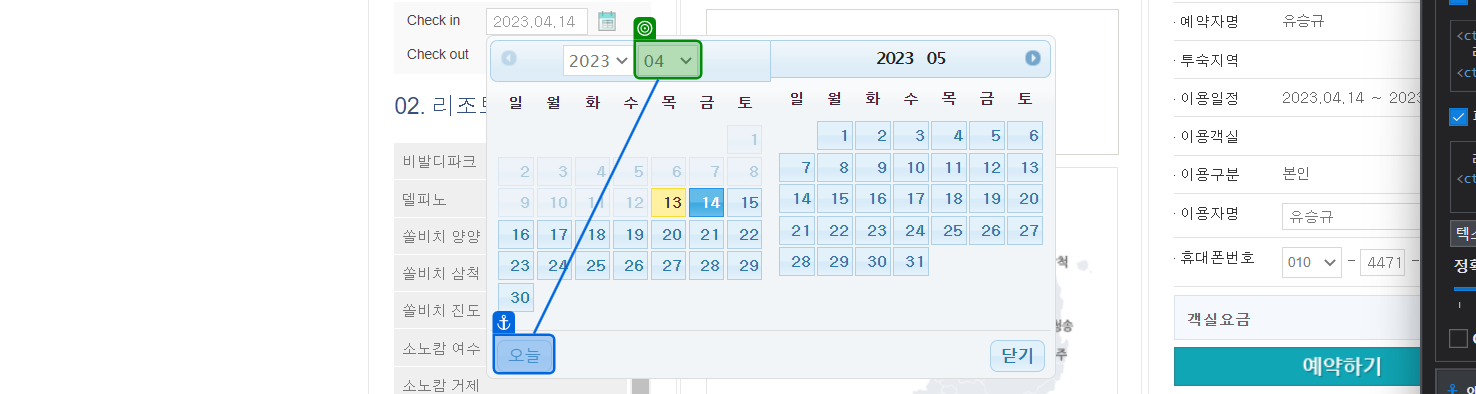 Check in 2023.04.14
Check out
02. 리조
비발디파크
델피노
쏠비치 양양
쏠비치 삼척
쏠비치 진도
소노캄 여수
소노캄 거제
2023 04
일 월 화 수 목 금 토
1
2 3 4 5 6 7 8
9 10 11 12 13 14 15
16 17 18 19 20 21 22
23 24 25 26 27 28 29
30
2023 05
일 월 화 수 목 금 토
1 2 3 4 5 6
7 8 9 10 11 12 13
14 15 16 17 18 19 20
21 22 23 24 25 26 27
28 29 30 31
오늘
닫기
척
청송
주
· 예약자명 유승규
· 투숙지역
· 이용일정 2023.04.14 ~ 2023
· 이용객실
· 이용구분 본인
· 이용자명 유승규
· 휴대폰번호 010 - 4471 -
객실요금
예약하기
<ct
<ct
<ct